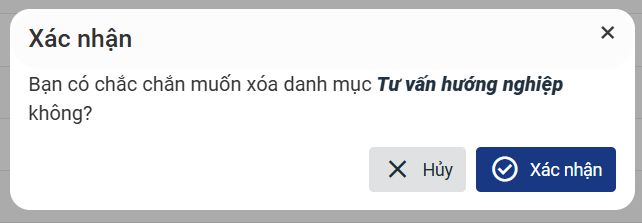 Xác nhận
Bạn có chắc chắn muốn xóa danh mục Tư vấn hướng nghiệp
không?
Hủy
Xác nhận